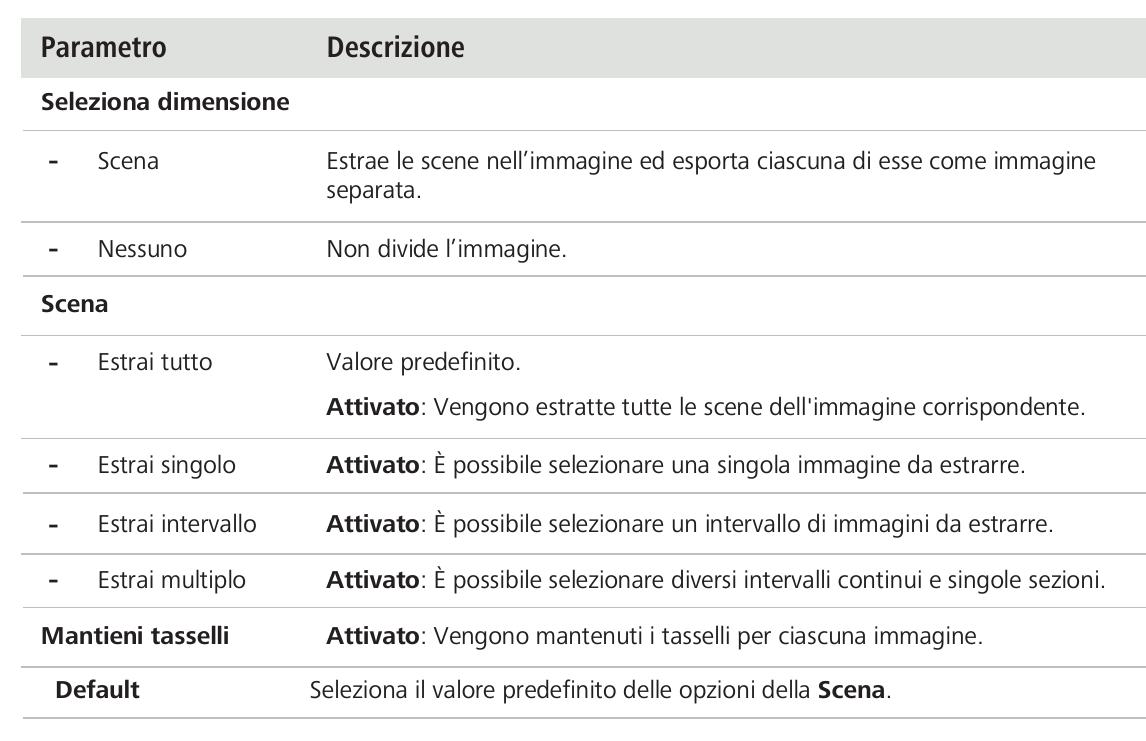 Parametro Descrizione
Seleziona dimensione
- Scena Estrae le scene nell’immagine ed esporta ciascuna di esse come immagine
separata.
- Nessuno Non divide l’immagine.
Scena
- Estrai tutto Valore predefinito.
Attivato: Vengono estratte tutte le scene dell'immagine corrispondente.
- Estrai singolo Attivato: È possibile selezionare una singola immagine da estrarre.
- Estrai intervallo Attivato: È possibile selezionare un intervallo di immagini da estrarre.
- Estrai multiplo Attivato: È possibile selezionare diversi intervalli continui e singole sezioni.
Mantieni tasselli Attivato: Vengono mantenuti i tasselli per ciascuna immagine.
Default Seleziona il valore predefinito delle opzioni della Scena.